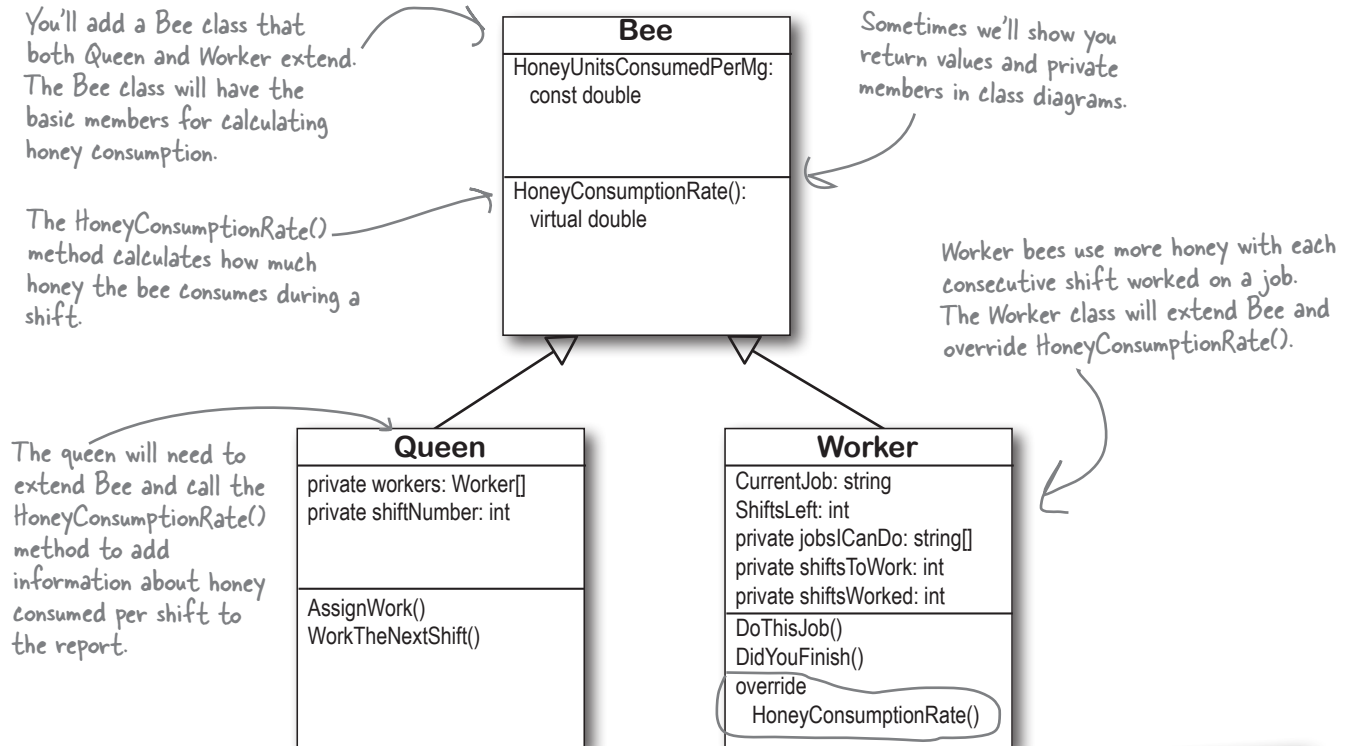 You'll add a Bee class that
both Queen and Worker extend.
The Bee class will have the
basic members for calculating
honey consumption.
Bee
HoneyUnitsConsumedPerMg:
const double
HoneyConsumptionRate():
virtual double
Sometimes we'll show you
return values and private
members in class diagrams.
The HoneyConsumptionRate()
method calculates how much
honey the bee consumes during a
shift.
Worker bees use more honey with each
consecutive shift worked on a job.
The Worker class will extend Bee and
override HoneyConsumptionRate().
The queen will need to
extend Bee and call the
HoneyConsumptionRate()
method to add
information about honey
consumed per shift to
the report.
Queen
private workers: Worker[]
private shiftNumber: int
AssignWork()
WorkTheNextShift()
Worker
CurrentJob: string
ShiftsLeft: int
private jobsICanDo: string[]
private shiftsToWork: int
private shiftsWorked: int
DoThisJob()
DidYouFinish()
override
HoneyConsumptionRate()